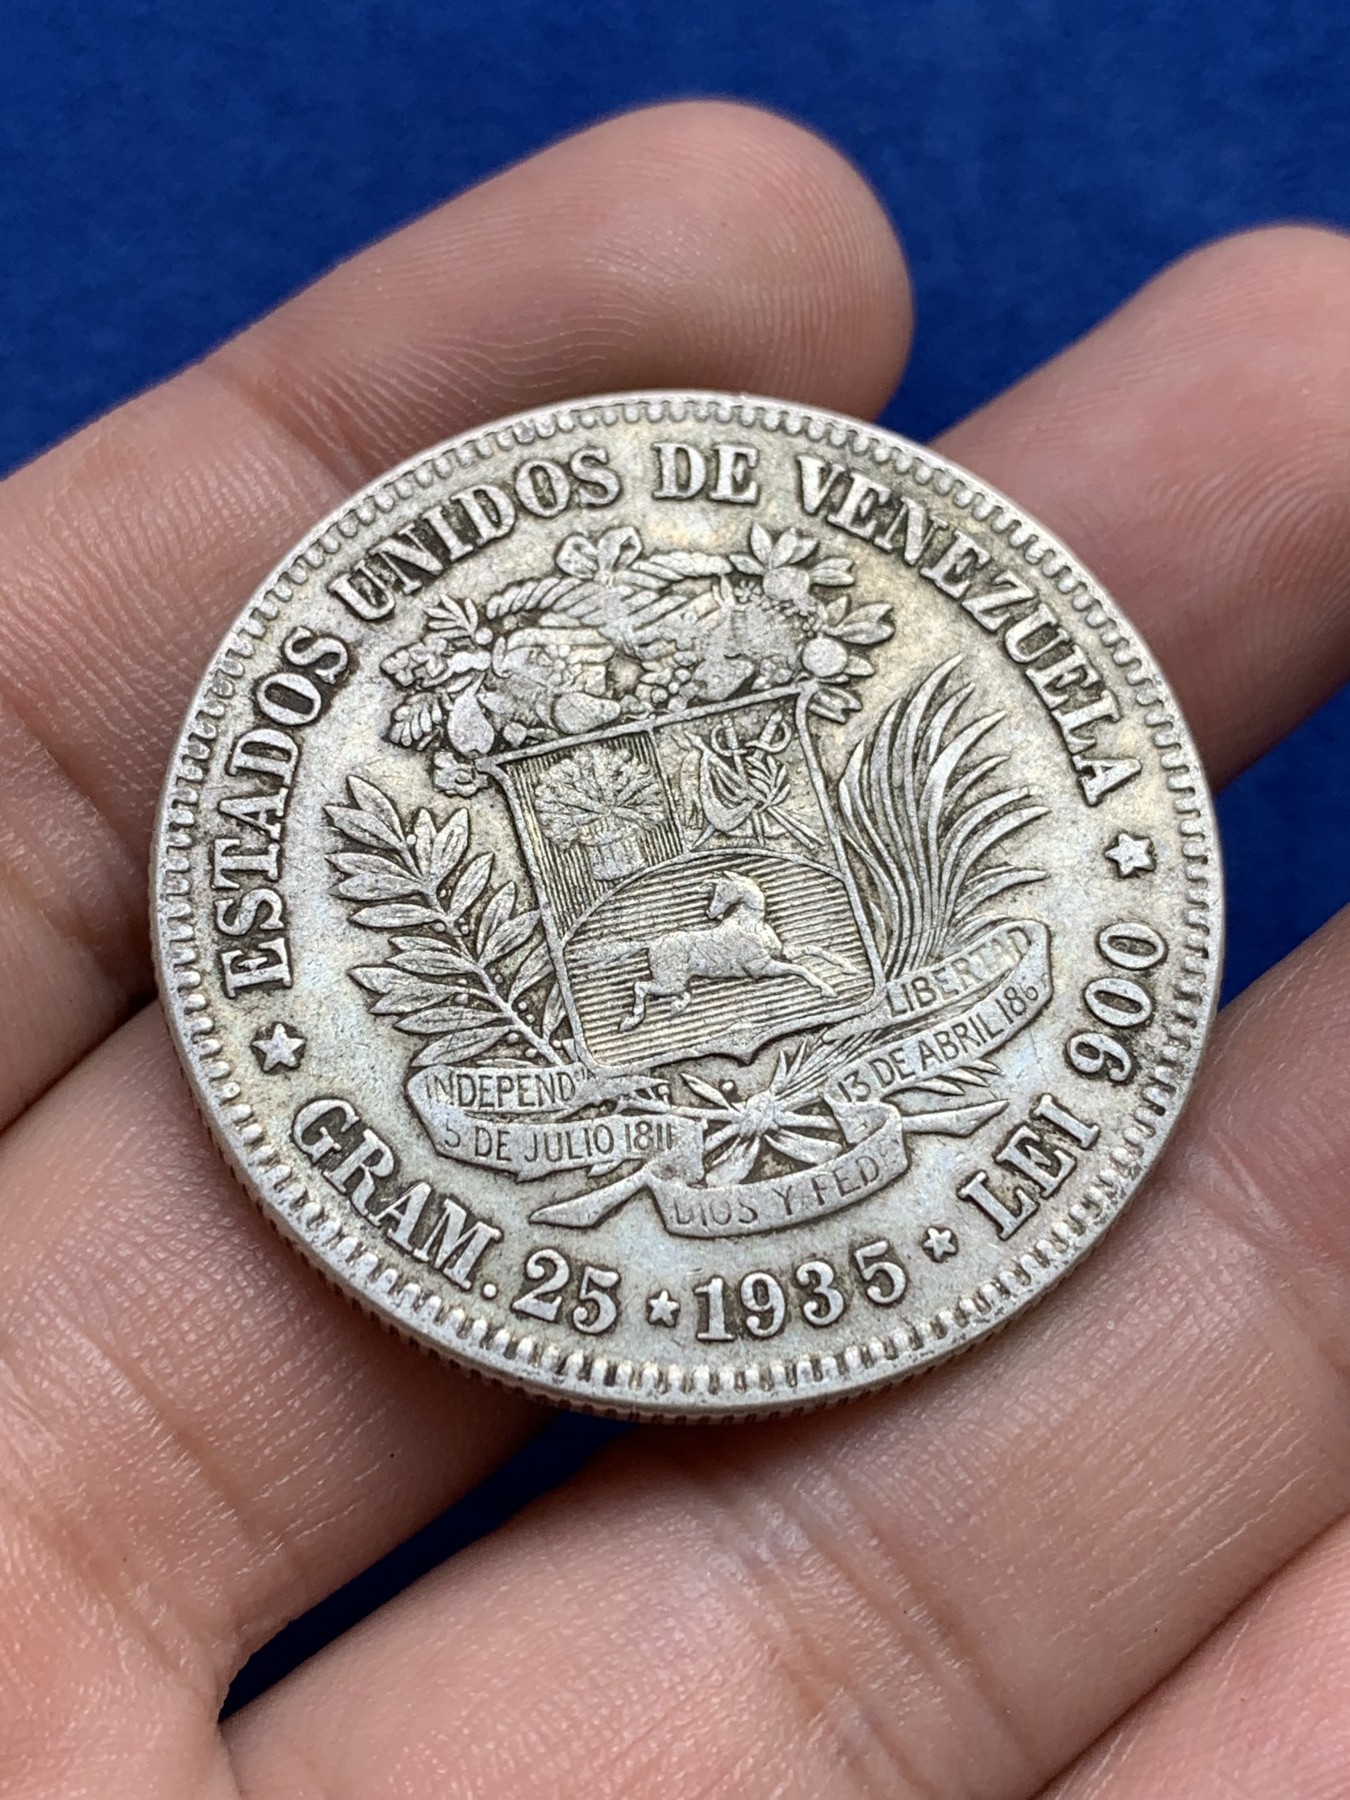 ESTADOS UNIDOS DE VENEZUELA
GRAM. 25 * 1935 * LEI 900
INDEPEND
5 DE JULIO 1811
LIBERTAD
13 DE ABRIL 186
DIOS Y FED